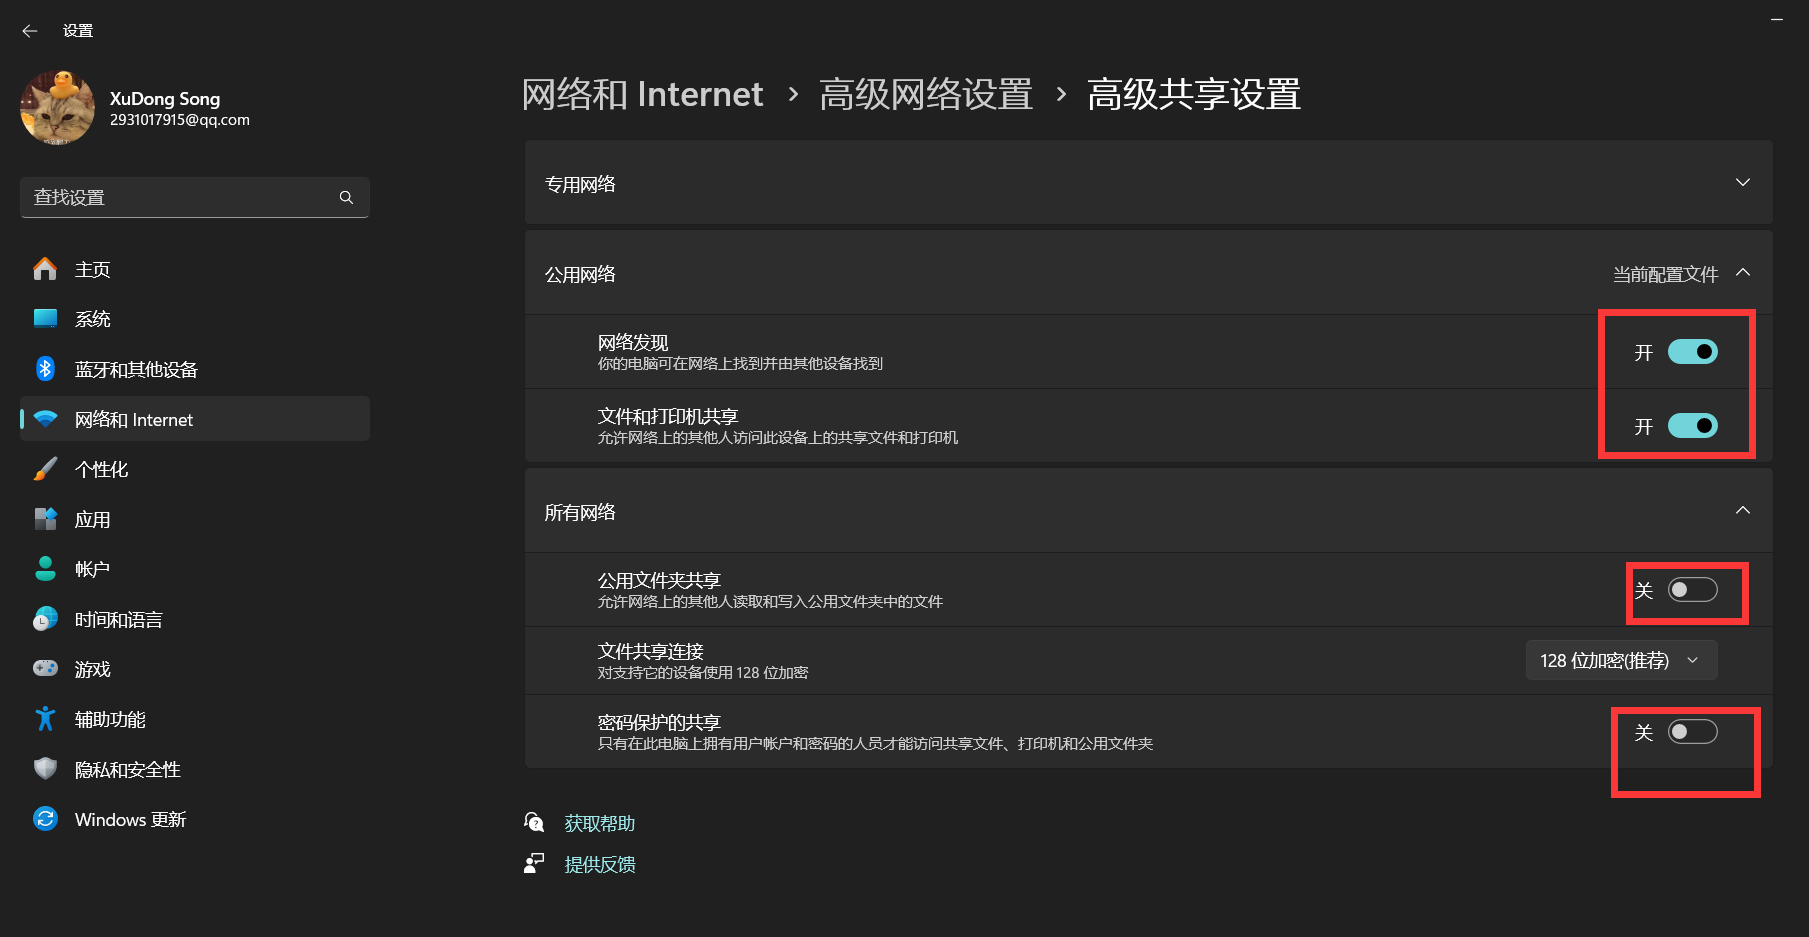 设置
XuDong Song
2931017915@qq.com
查找设置
主页
系统
蓝牙和其他设备
网络和 Internet
个性化
应用
帐户
时间和语言
游戏
辅助功能
隐私和安全性
Windows 更新
网络和 Internet › 高级网络设置 › 高级共享设置
专用网络
公用网络
当前配置文件
网络发现
你的电脑可在网络上找到并由其他设备找到
开
文件和打印机共享
允许网络上的其他人访问此设备上的共享文件和打印机
开
所有网络
公用文件夹共享
允许网络上的其他人读取和写入公用文件夹中的文件
关
文件共享连接
对支持它的设备使用 128 位加密
128 位加密(推荐)
密码保护的共享
只有在此电脑上拥有用户帐户和密码的人员才能访问共享文件、打印机和公用文件夹
关
获取帮助
提供反馈